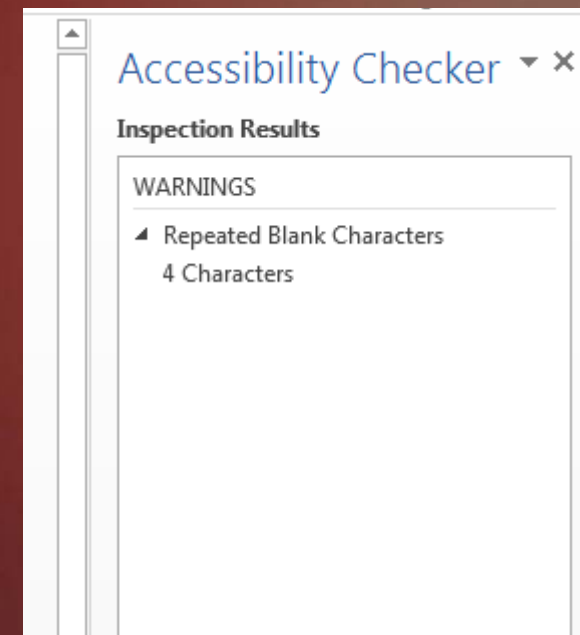 Accessibility Checker
Inspection Results
WARNINGS
Repeated Blank Characters
4 Characters